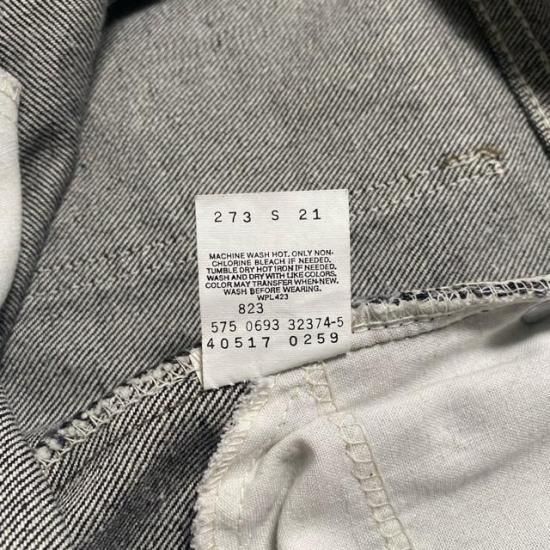 273 S 21
MACHINE WASH HOT. ONLY NON-
CHLORINE BLEACH IF NEEDED.
TUMBLE DRY HOT IRON IF NEEDED.
WASH AND DRY WITH LIKE COLORS.
COLOR MAY TRANSFER WHEN NEW.
WASH BEFORE WEARING.
WPL423
823
575 0693 32374-5
40517 0259